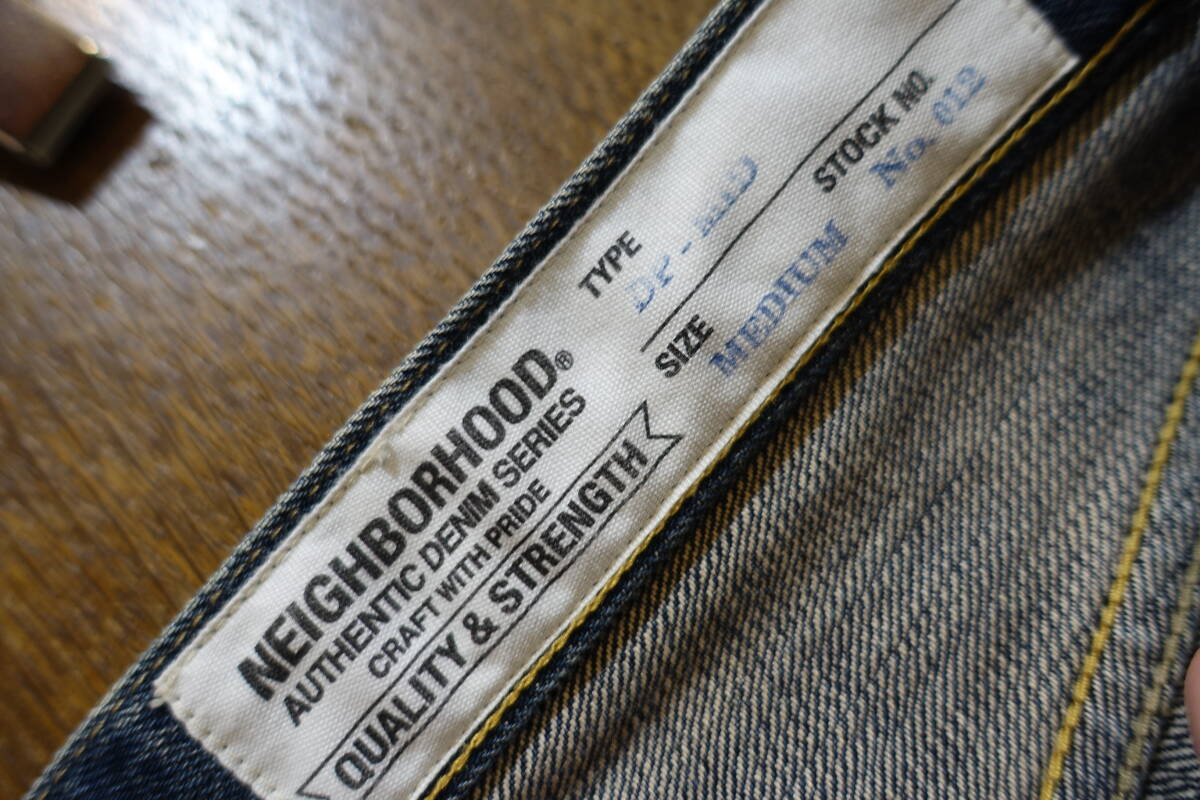 NEIGHBORHOOD®
AUTHENTIC DENIM SERIES
CRAFT WITH PRIDE
QUALITY & STRENGTH
TYPE
SIZE
MEDIUM
STOCK NO.
No. 012